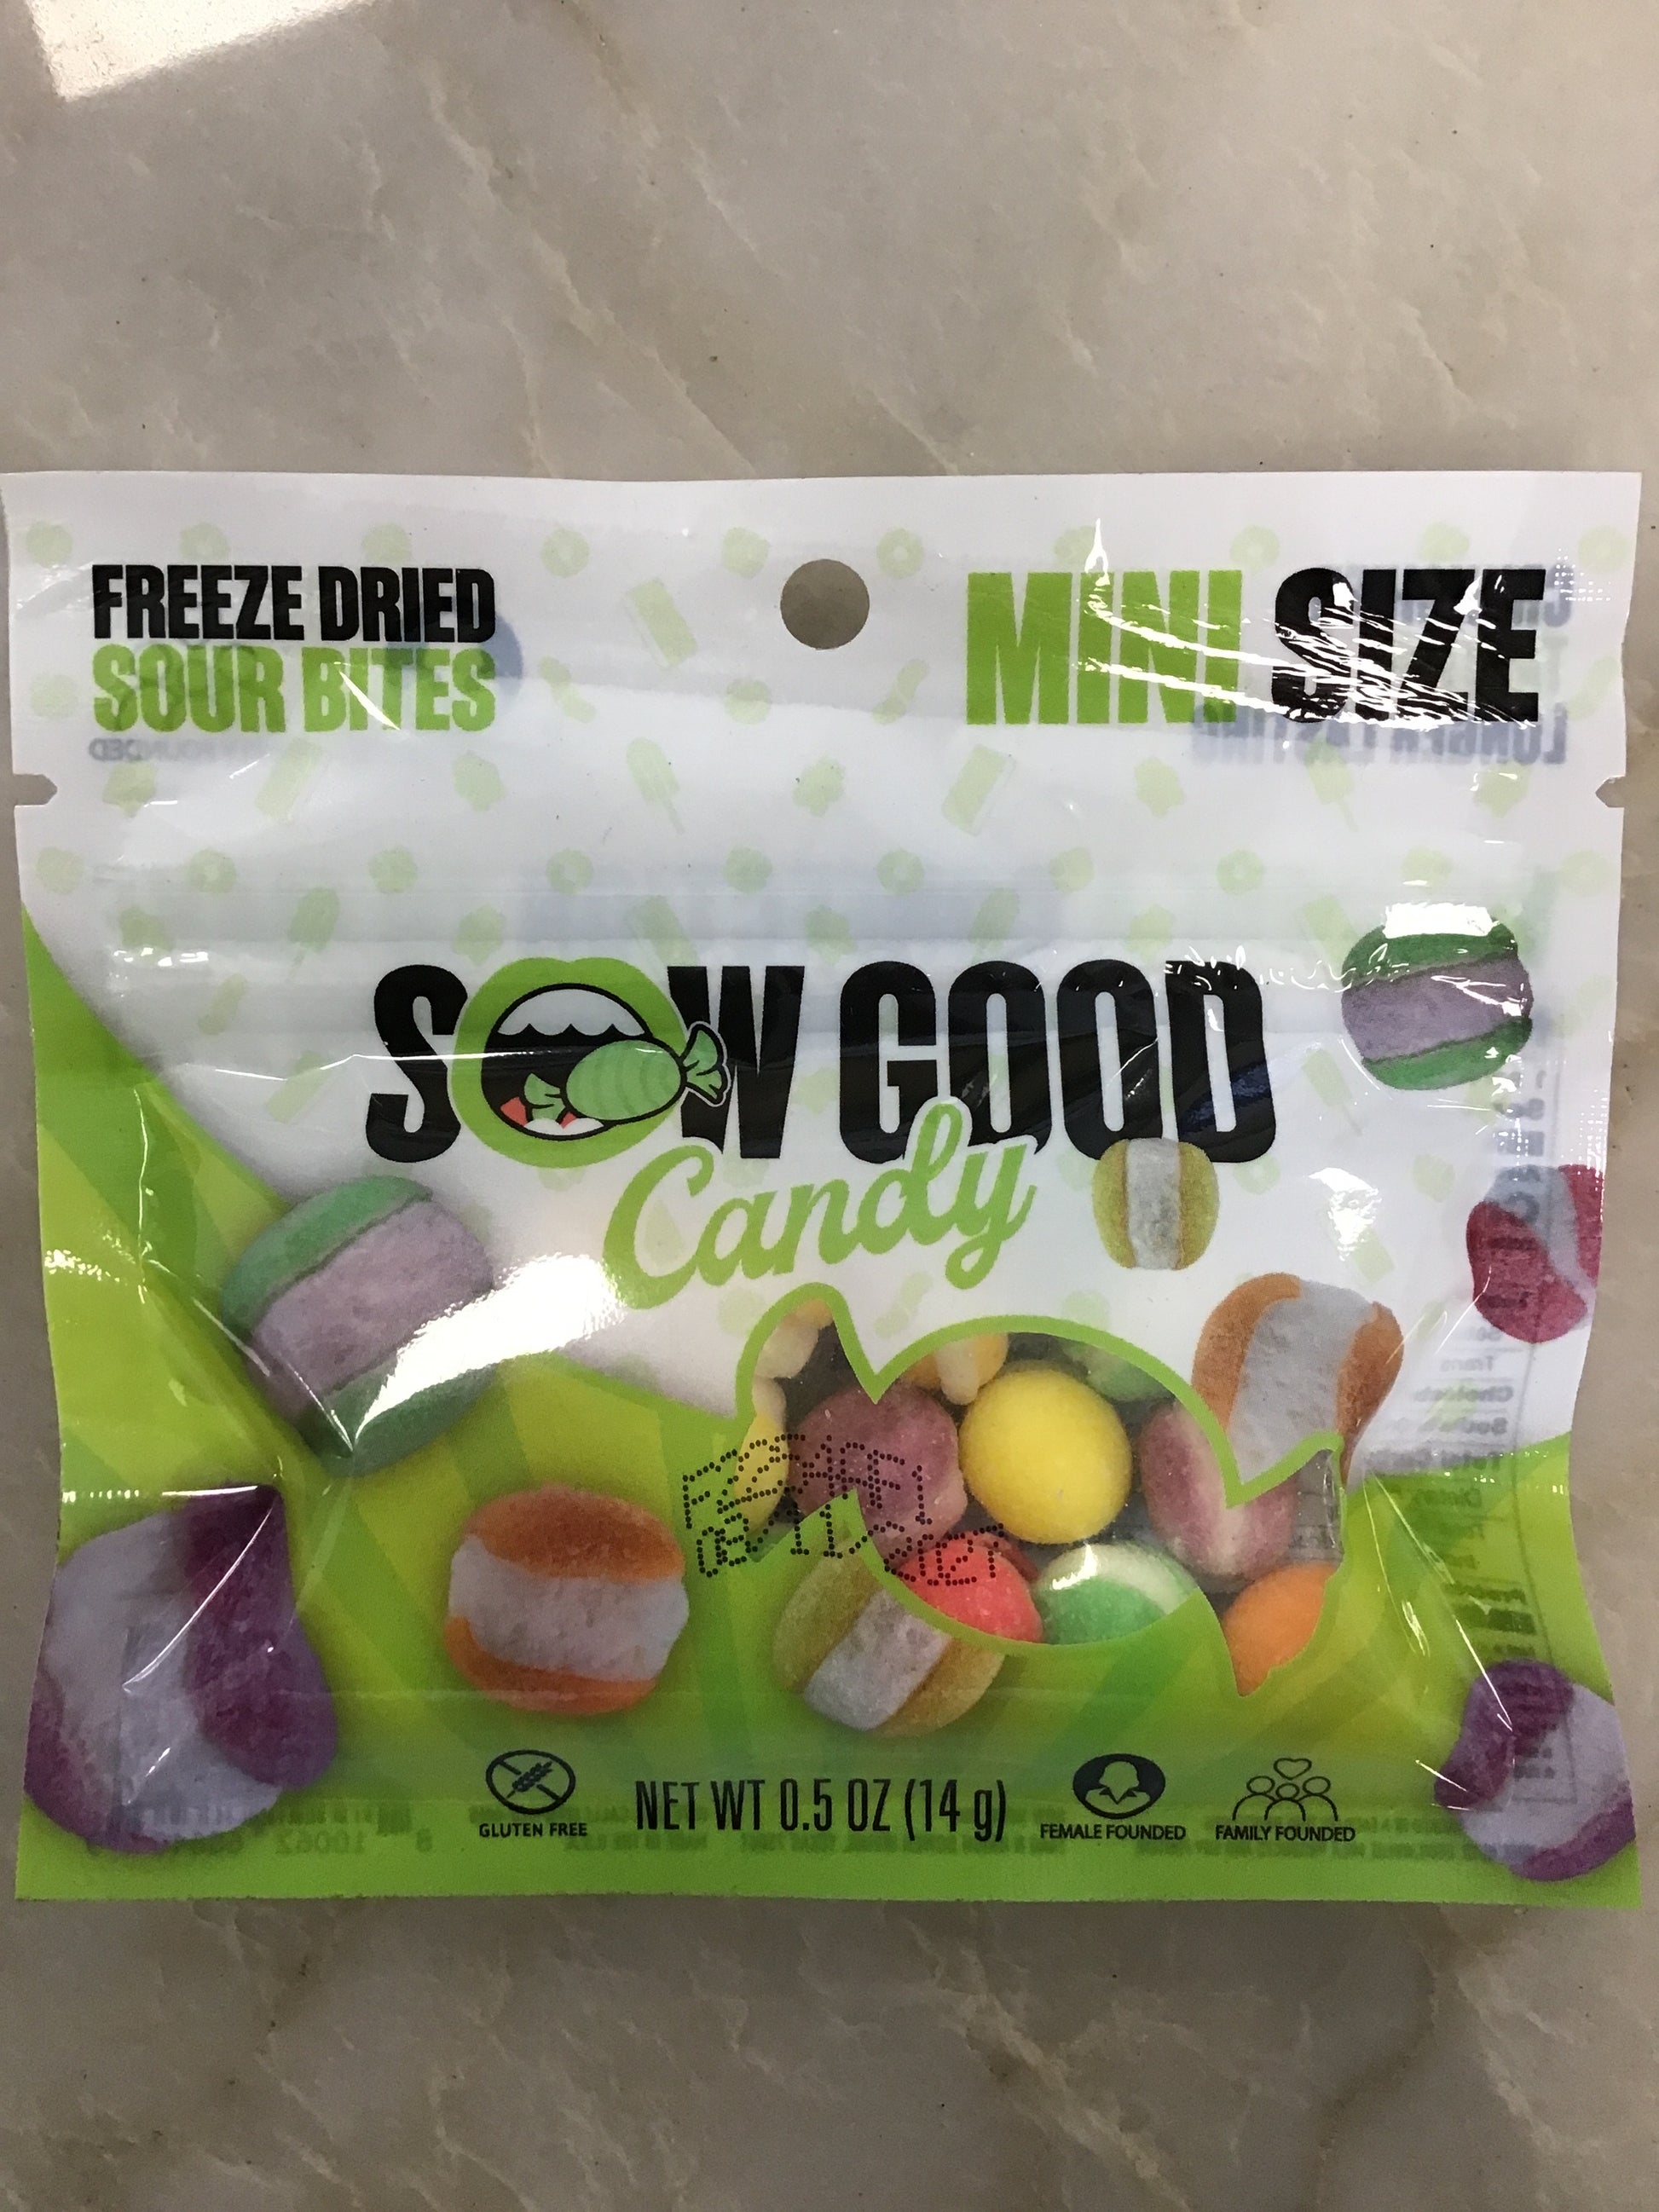 FREEZE DRIED
SOUR BITES
MINI SIZE
SOW GOOD
Candy
GLUTEN FREE
NET WT 0.5 OZ (14 g)
FEMALE FOUNDED
FAMILY FOUNDED